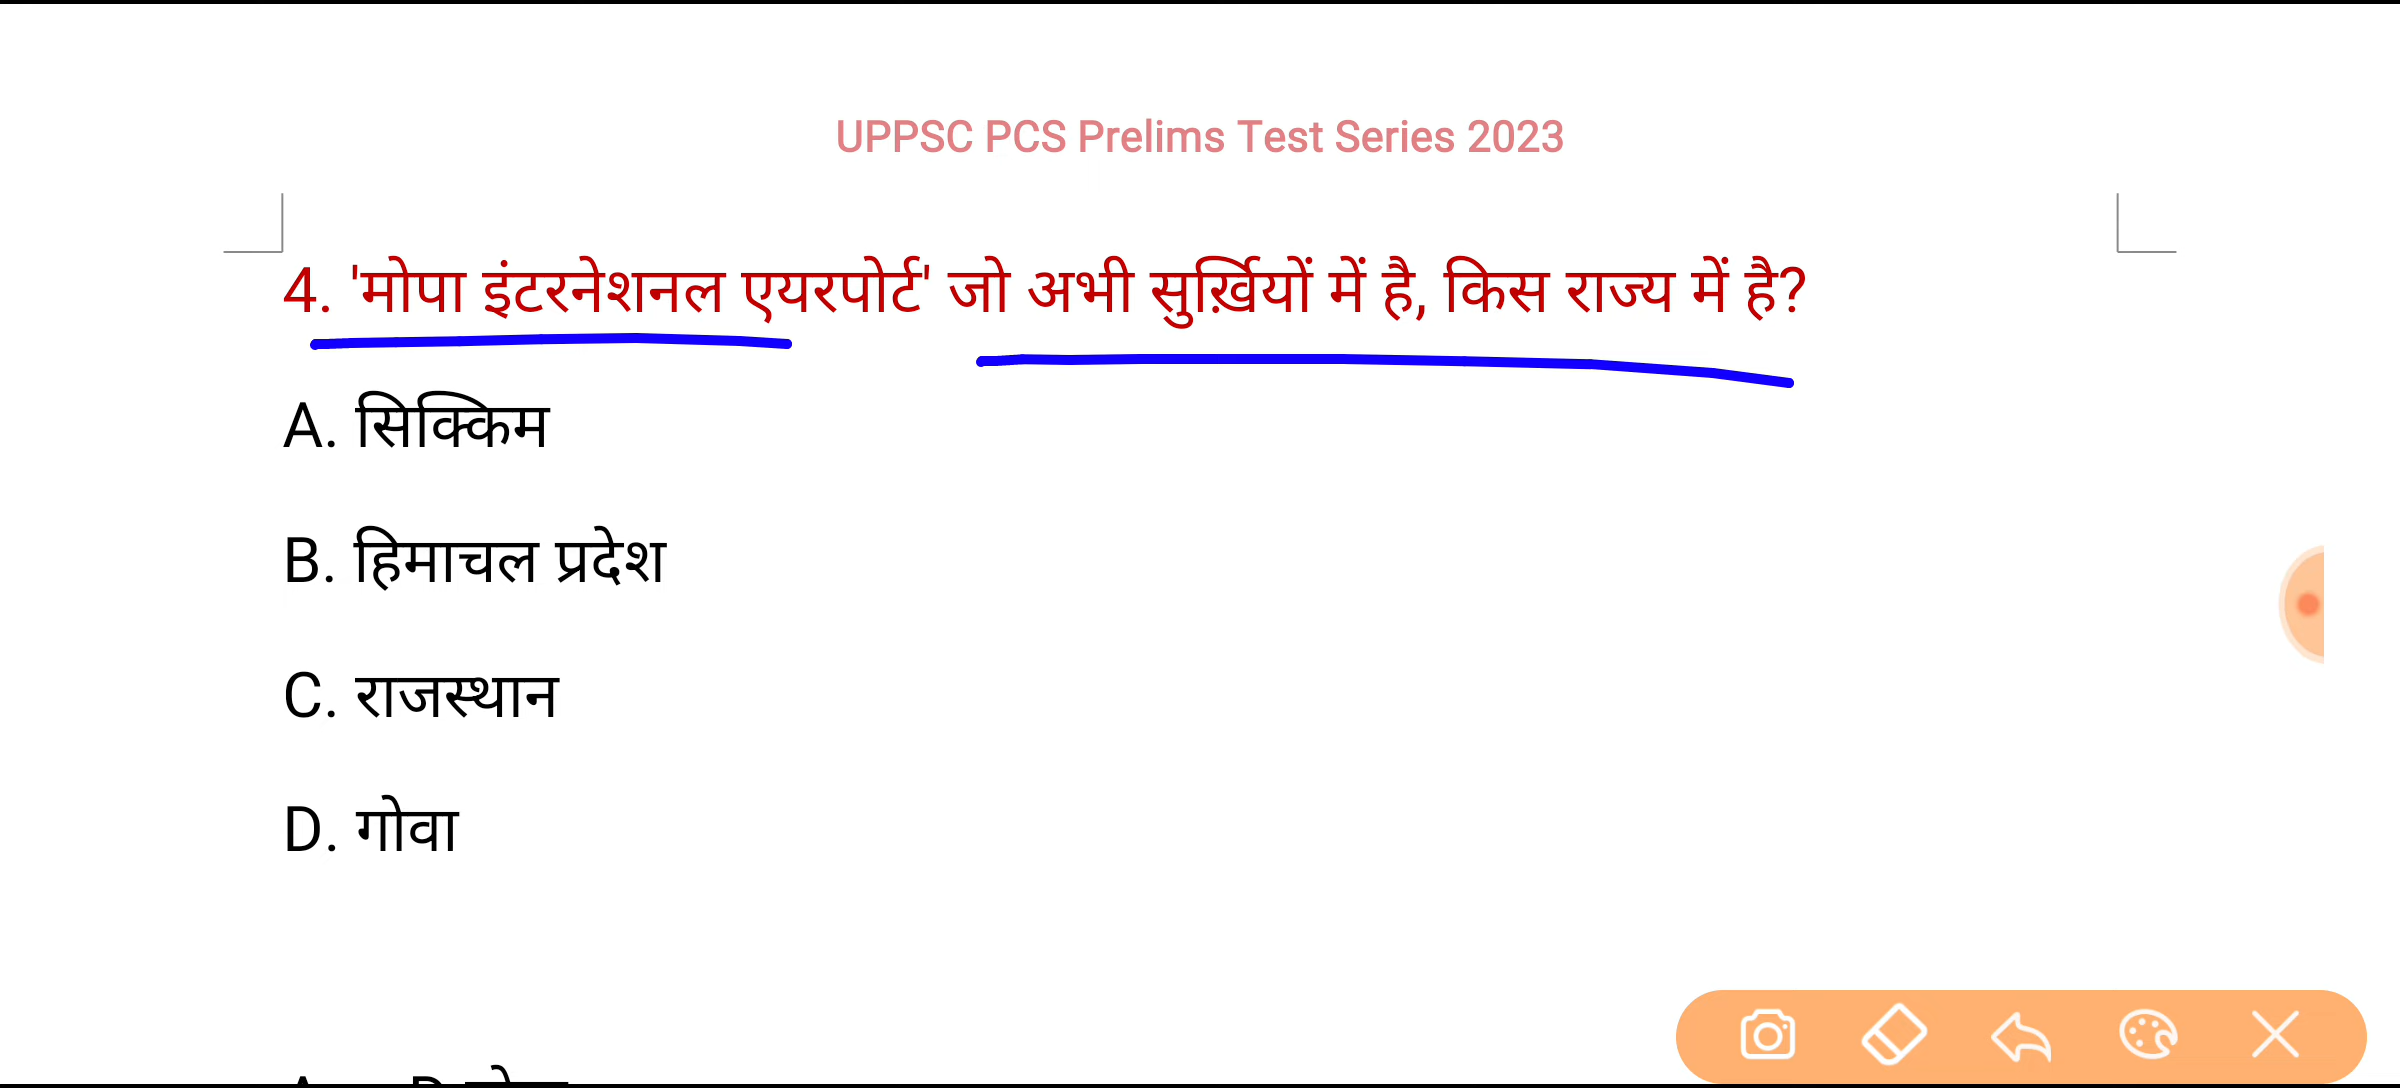 UPPSC PCS Prelims Test Series 2023
4. 'मोपा इंटरनेशनल एयरपोर्ट' जो अभी सुर्ख़ियों में है, किस राज्य में है?
A. सिक्किम
B. हिमाचल प्रदेश
C. राजस्थान
D. गोवा